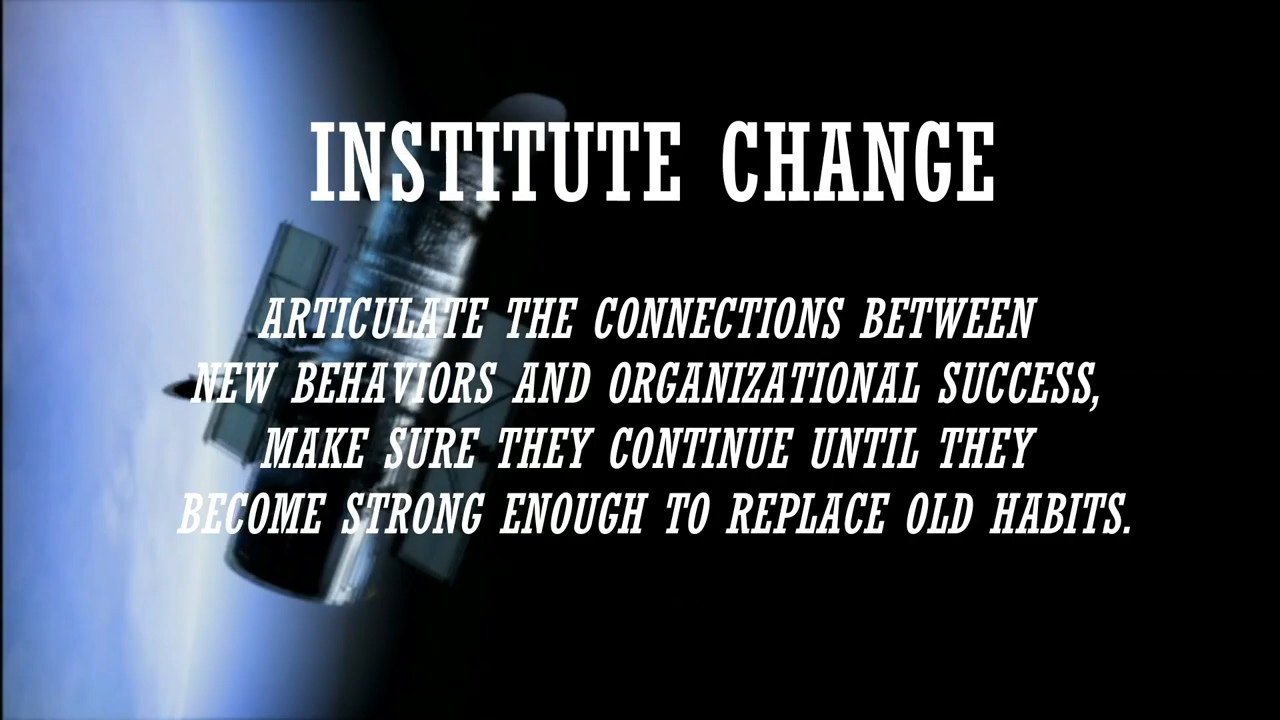 INSTITUTE CHANGE
ARTICULATE THE CONNECTIONS BETWEEN
NEW BEHAVIORS AND ORGANIZATIONAL SUCCESS,
MAKE SURE THEY CONTINUE UNTIL THEY
BECOME STRONG ENOUGH TO REPLACE OLD HABITS.